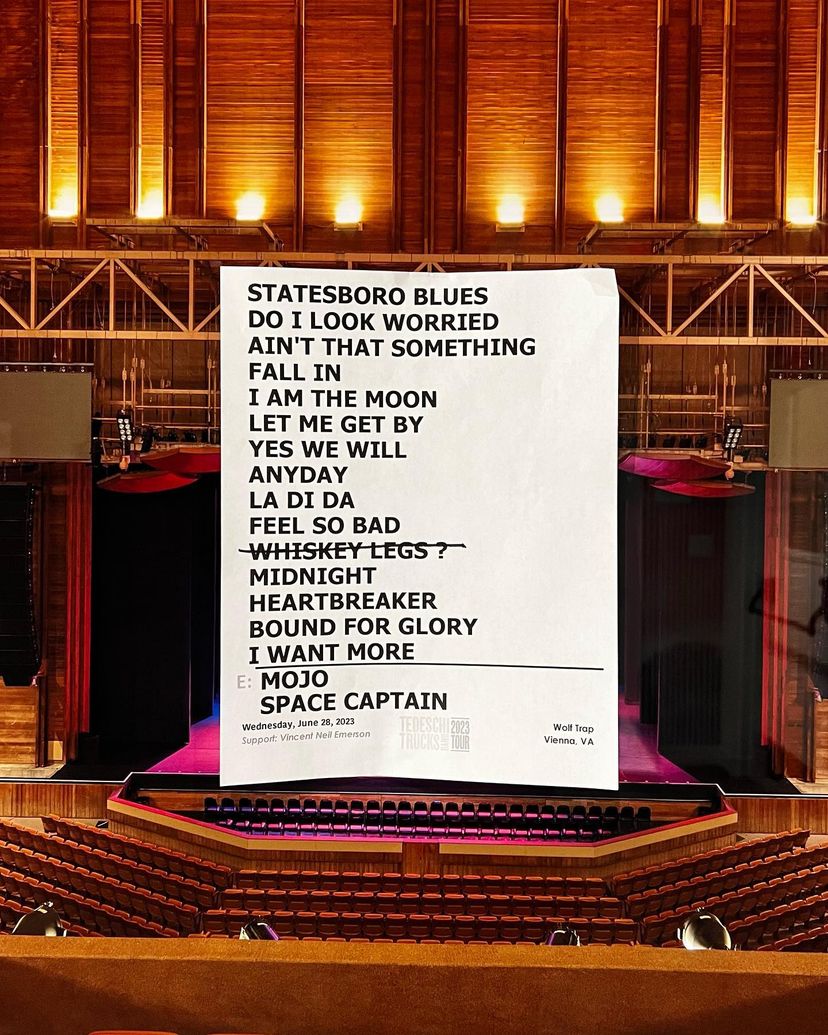 STATESBORO BLUES
DO I LOOK WORRIED
AIN'T THAT SOMETHING
FALL IN
I AM THE MOON
LET ME GET BY
YES WE WILL
ANYDAY
LA DI DA
FEEL SO BAD
WHISKEY LEGS ?
MIDNIGHT
HEARTBREAKER
BOUND FOR GLORY
I WANT MORE
E: MOJO
SPACE CAPTAIN
Wednesday, June 28, 2023
Support: Vincent Neil Emerson
TEDESCHI
TRUCKS BAND
2023
TOUR
Wolf Trap
Vienna, VA